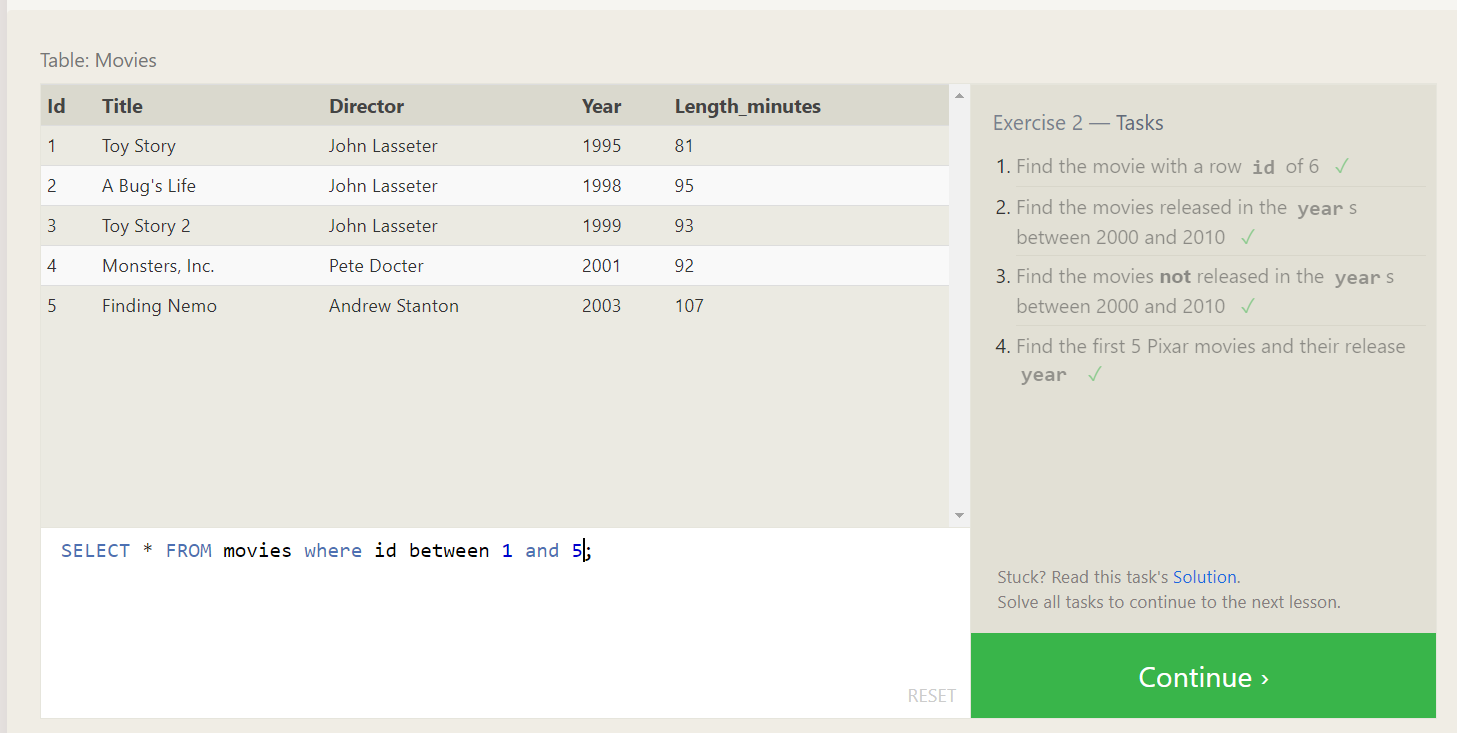 Table: Movies
Id Title Director Year Length_minutes
1 Toy Story John Lasseter 1995 81
2 A Bug's Life John Lasseter 1998 95
3 Toy Story 2 John Lasseter 1999 93
4 Monsters, Inc. Pete Docter 2001 92
5 Finding Nemo Andrew Stanton 2003 107
SELECT * FROM movies where id between 1 and 5;
RESET
Exercise 2 — Tasks
1. Find the movie with a row id of 6 ✓
2. Find the movies released in the year s
between 2000 and 2010 ✓
3. Find the movies not released in the year s
between 2000 and 2010 ✓
4. Find the first 5 Pixar movies and their release
year ✓
Stuck? Read this task's Solution.
Solve all tasks to continue to the next lesson.
Continue ›